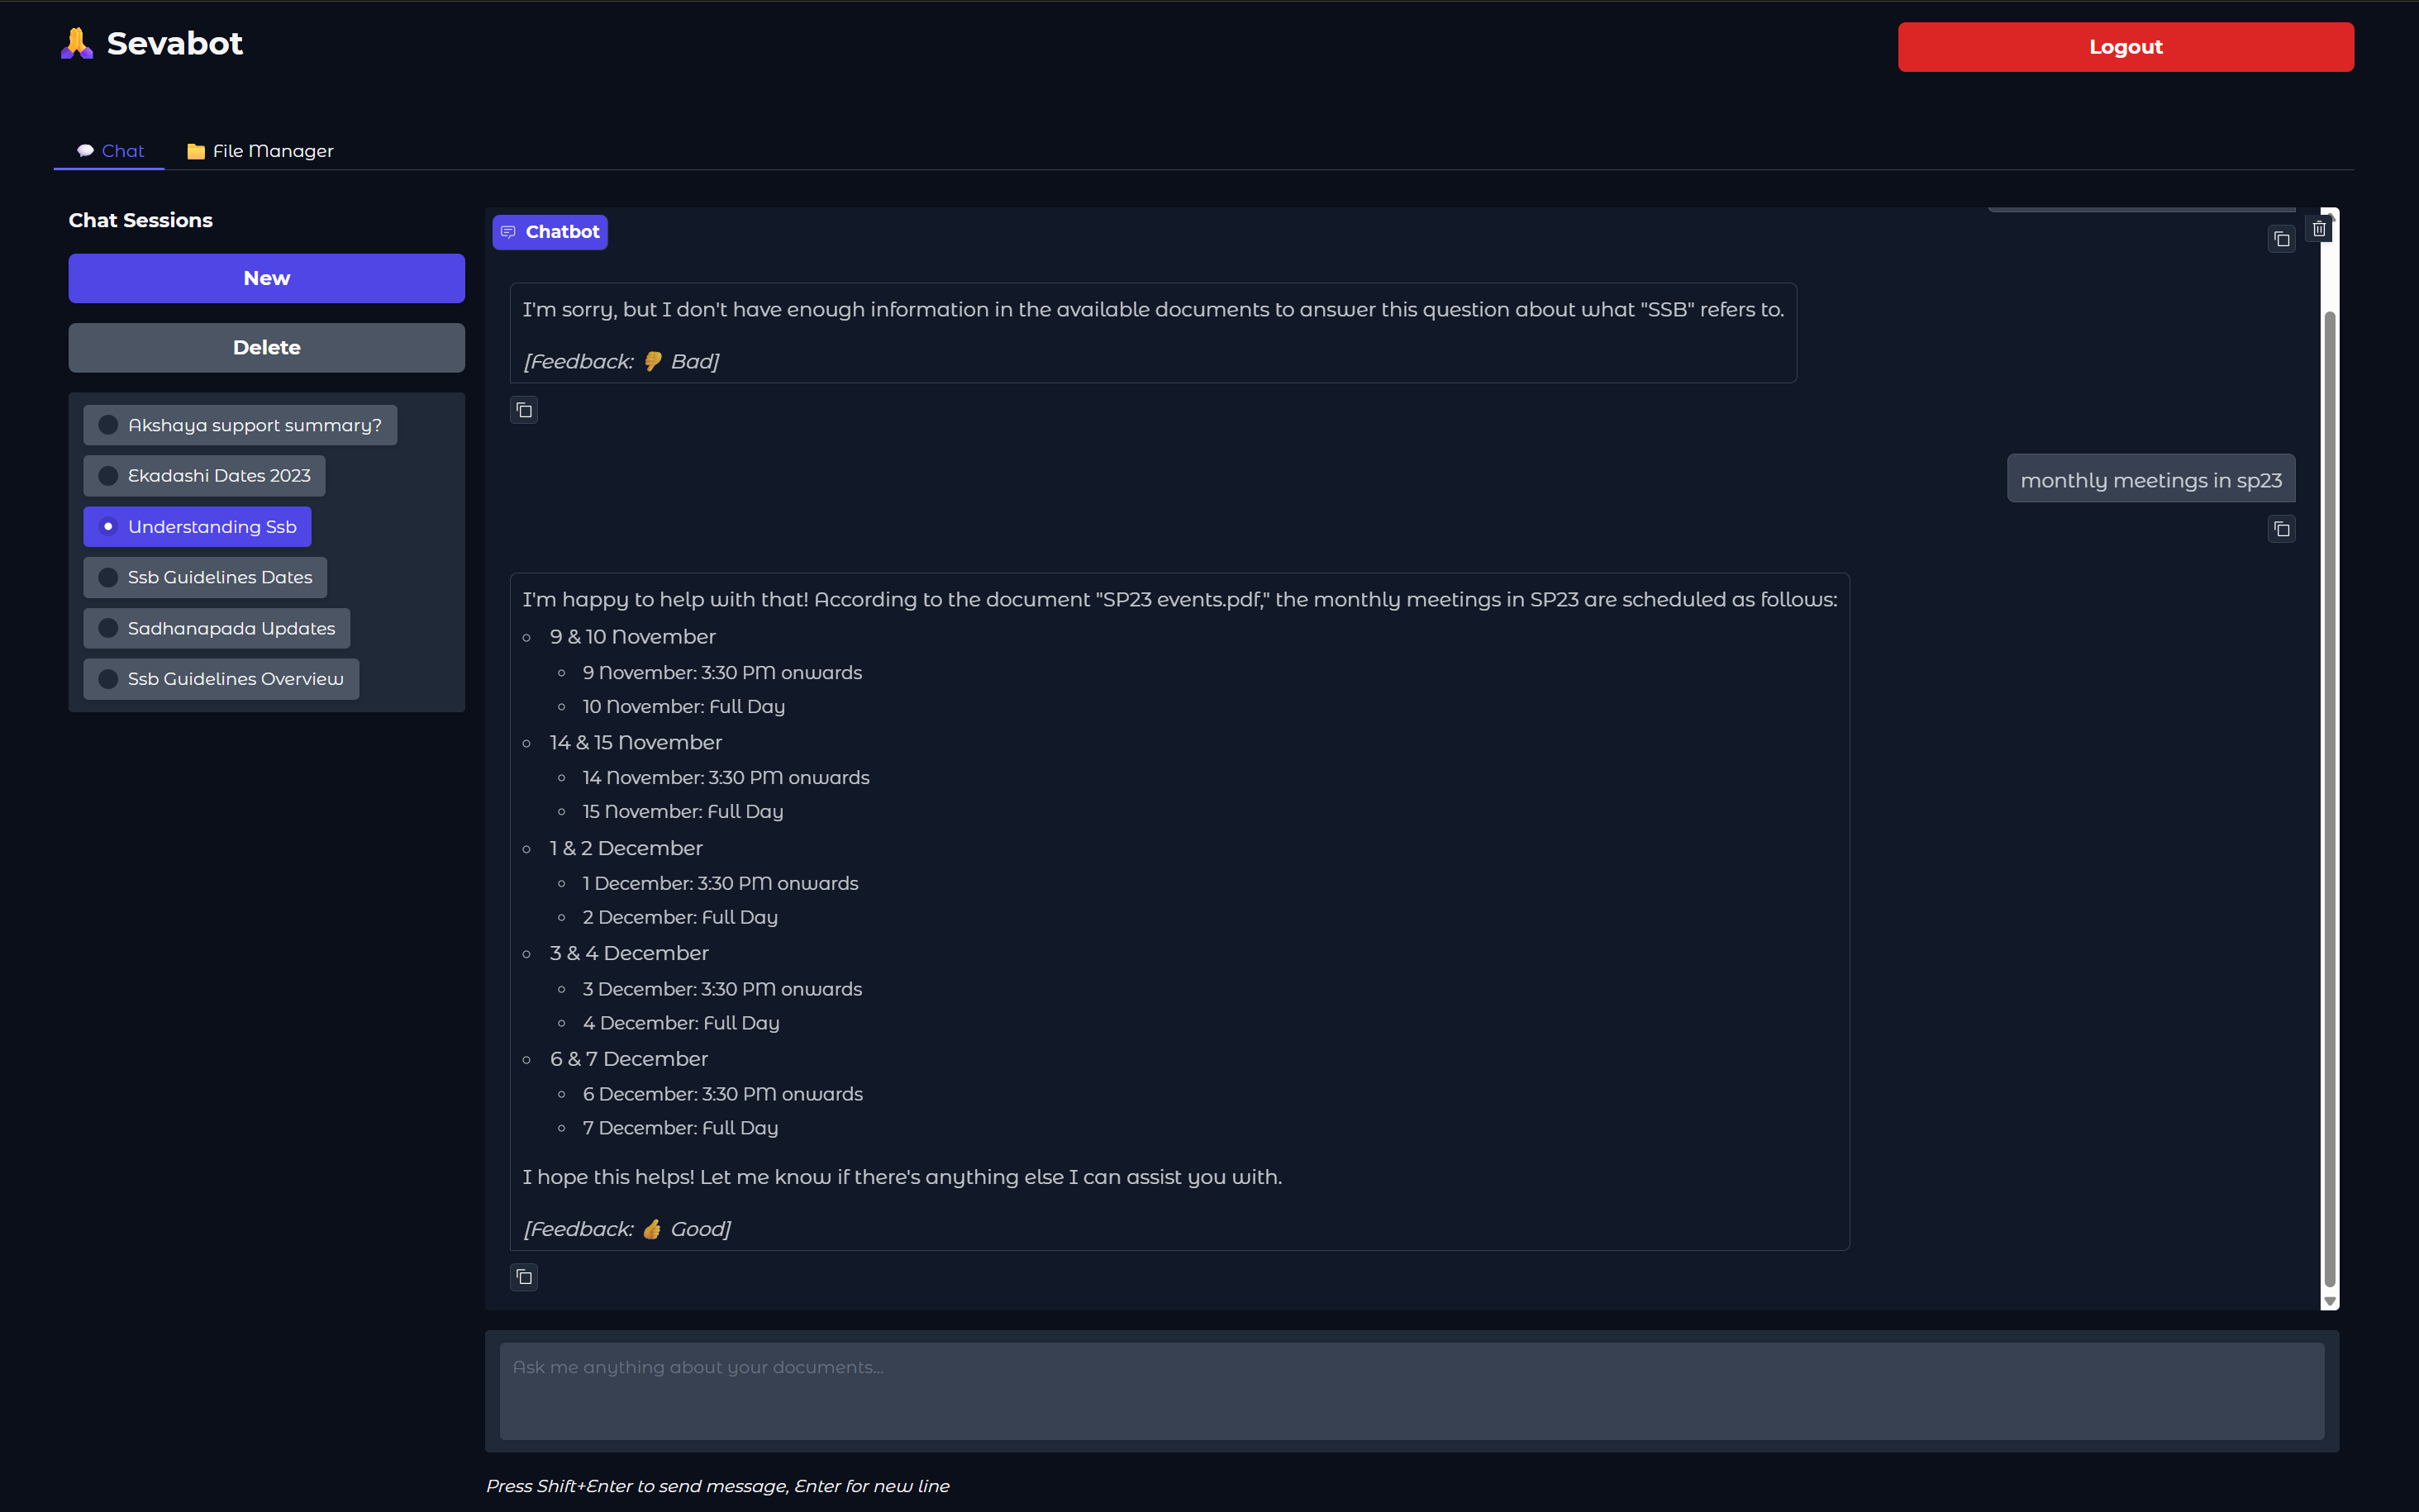 🙏 Sevabot
Logout
💬 Chat
📁 File Manager
Chat Sessions
New
Delete
Akshaya support summary?
Ekadashi Dates 2023
Understanding Ssb
Ssb Guidelines Dates
Sadhanapada Updates
Ssb Guidelines Overview
Chatbot
I'm sorry, but I don't have enough information in the available documents to answer this question about what "SSB" refers to.
[Feedback: 👎 Bad]
monthly meetings in sp23
I'm happy to help with that! According to the document "SP23 events.pdf," the monthly meetings in SP23 are scheduled as follows:
9 & 10 November
9 November: 3:30 PM onwards
10 November: Full Day
14 & 15 November
14 November: 3:30 PM onwards
15 November: Full Day
1 & 2 December
1 December: 3:30 PM onwards
2 December: Full Day
3 & 4 December
3 December: 3:30 PM onwards
4 December: Full Day
6 & 7 December
6 December: 3:30 PM onwards
7 December: Full Day
I hope this helps! Let me know if there's anything else I can assist you with.
[Feedback: 👍 Good]
Ask me anything about your documents...
Press Shift+Enter to send message, Enter for new line